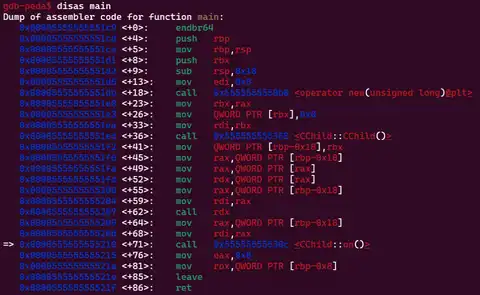 gdb-peda$ disas main
Dump of assembler code for function main:
0x00005555555551c9 <+0>: endbr64
0x00005555555551cd <+4>: push rbp
0x00005555555551ce <+5>: mov rbp,rsp
0x00005555555551d1 <+8>: push rbx
0x00005555555551d2 <+9>: sub rsp,0x18
0x00005555555551d6 <+13>: mov edi,0x8
0x00005555555551db <+18>: call <operator new(unsigned long)@plt>
0x00005555555551e0 <+23>: mov rbx,rax
0x00005555555551e3 <+26>: mov QWORD PTR [rbx],0x0
0x00005555555551ea <+33>: mov rdi,rbx
0x00005555555551ed <+36>: call <CChild::CChild()>
0x00005555555551f2 <+41>: mov QWORD PTR [rbp-0x18],rbx
0x00005555555551f6 <+45>: mov rax,QWORD PTR [rbp-0x18]
0x00005555555551fa <+49>: mov rax,QWORD PTR [rax]
0x00005555555551fd <+52>: mov rdx,QWORD PTR [rax]
0x0000555555555200 <+55>: mov rax,QWORD PTR [rbp-0x18]
0x0000555555555204 <+59>: mov rdi,rax
0x0000555555555207 <+62>: call rdx
0x0000555555555209 <+64>: mov rax,QWORD PTR [rbp-0x18]
0x000055555555520d <+68>: mov rdi,rax
=> 0x0000555555555210 <+71>: call <CChild::on()>
0x0000555555555215 <+76>: mov eax,0x0
0x000055555555521a <+81>: mov rbx,QWORD PTR [rbp-0x8]
0x000055555555521e <+85>: leave
0x000055555555521f <+86>: ret